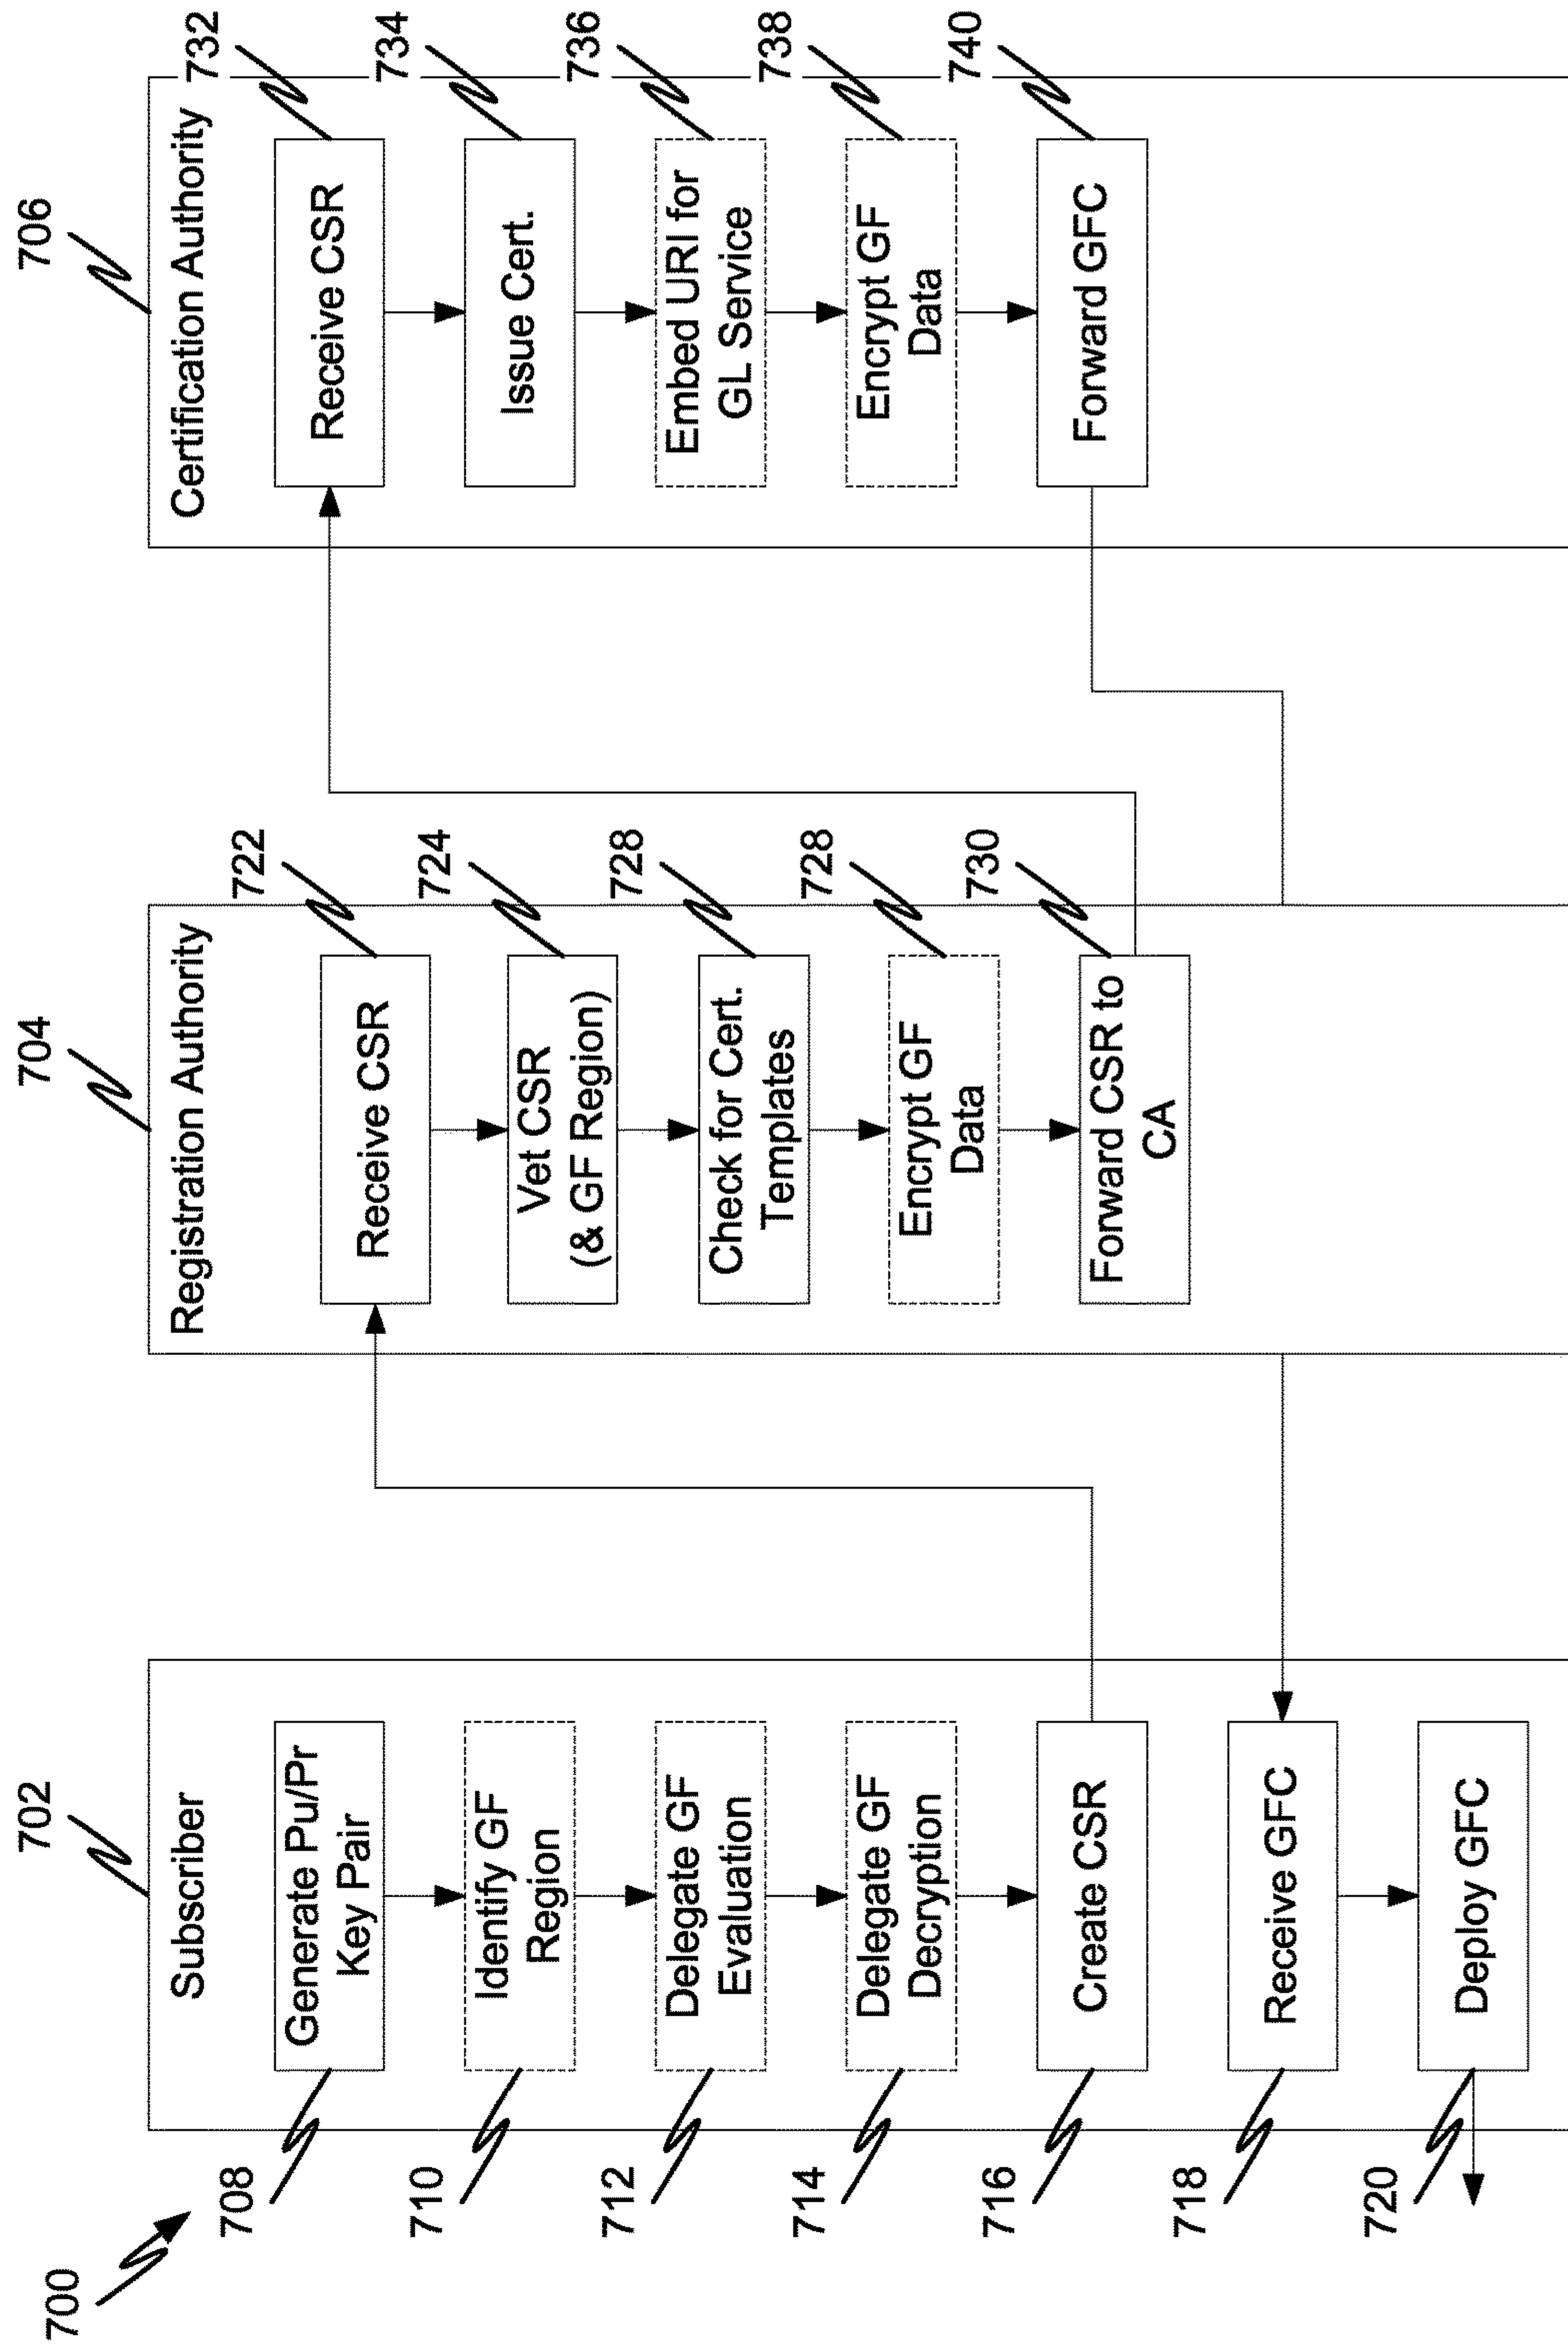 700
702
Subscriber
708
Generate Pu/Pr
Key Pair
710
Identify GF
Region
712
Delegate GF
Evaluation
714
Delegate GF
Decryption
716
Create CSR
718
Receive GFC
720
Deploy GFC
704
Registration Authority
722
Receive CSR
724
Vet CSR
(& GF Region)
728
Check for Cert.
Templates
728
Encrypt GF
Data
730
Forward CSR to
CA
706
Certification Authority
732
Receive CSR
734
Issue Cert.
736
Embed URI for
GL Service
738
Encrypt GF
Data
740
Forward GFC